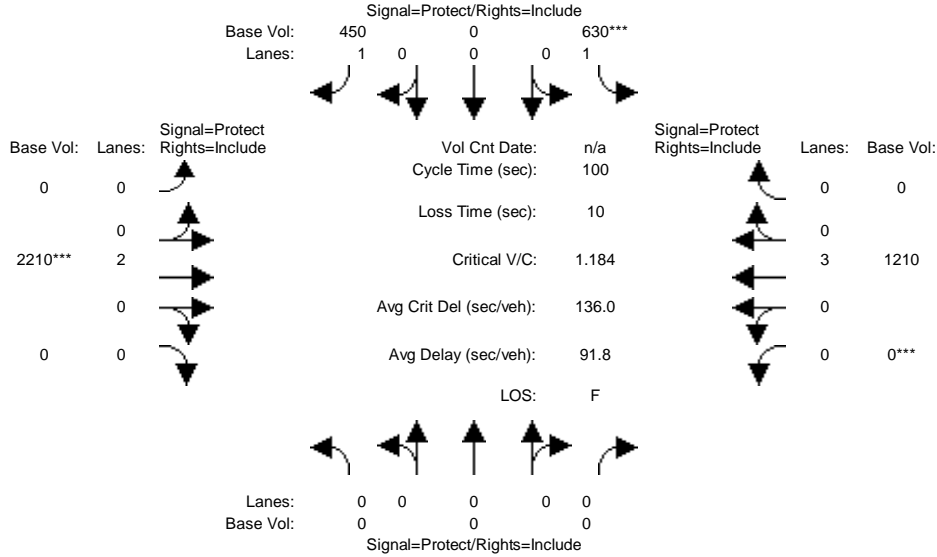 Signal=Protect/Rights=Include
Base Vol: 450 0 630***
Lanes: 1 0 0 0 1
Signal=Protect Signal=Protect
Base Vol: Lanes: Rights=Include Vol Cnt Date: n/a Rights=Include Lanes: Base Vol:
Cycle Time (sec): 100
0 0 0 0
Loss Time (sec): 10
0 0
2210*** 2 Critical V/C: 1.184 3 1210
0 Avg Crit Del (sec/veh): 136.0 0
0 0 Avg Delay (sec/veh): 91.8 0 0***
LOS: F
Lanes: 0 0 0 0 0
Base Vol: 0 0 0
Signal=Protect/Rights=Include